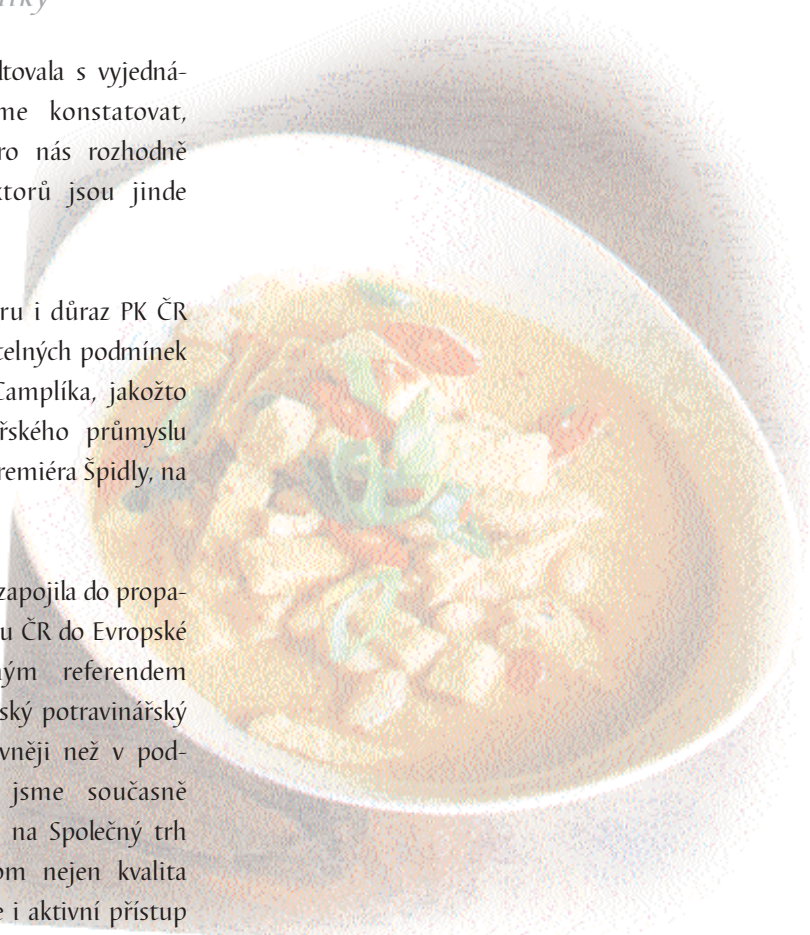 ltovala s vyjedná-
me konstatovat,
ro nás rozhodně
ktorů jsou jinde
ru i důraz PK ČR
telných podmínek
Camplíka, jakožto
řského průmyslu
remiéra Špidly, na
zapojila do propa-
u ČR do Evropské
ým referendem
ský potravinářský
vněji než v pod-
jsme současně
na Společný trh
om nejen kvalita
e i aktivní přístup